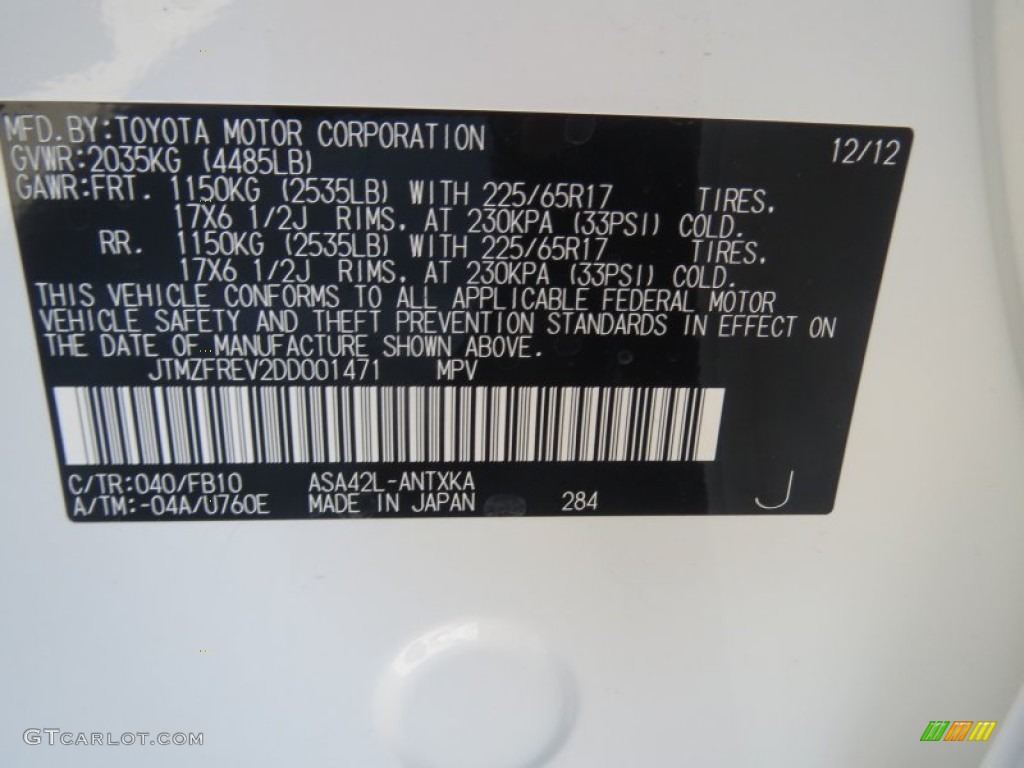 MFD.BY:TOYOTA MOTOR CORPORATION 12/12
GVWR:2035KG (4485LB)
GAWR:FRT. 1150KG (2535LB) WITH 225/65R17 TIRES,
17X6 1/2J RIMS, AT 230KPA (33PSI) COLD.
RR. 1150KG (2535LB) WITH 225/65R17 TIRES,
17X6 1/2J RIMS, AT 230KPA (33PSI) COLD.
THIS VEHICLE CONFORMS TO ALL APPLICABLE FEDERAL MOTOR
VEHICLE SAFETY AND THEFT PREVENTION STANDARDS IN EFFECT ON
THE DATE OF MANUFACTURE SHOWN ABOVE.
JTMZFREV2DD001471 MPV
C/TR:040/FB10 ASA42L-ANTXKA
A/TM:-04A/U760E MADE IN JAPAN 284 J
GTCARLOT.COM